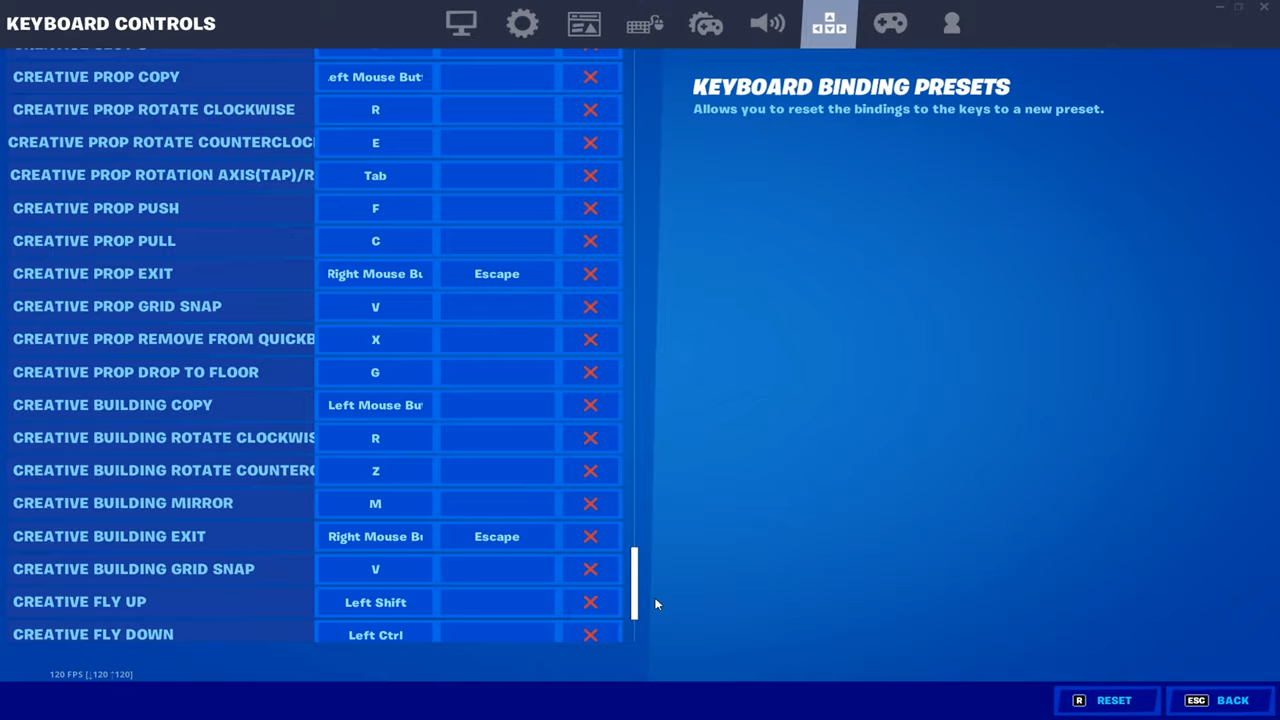 KEYBOARD CONTROLS
CREATIVE PROP COPY .eft Mouse But
CREATIVE PROP ROTATE CLOCKWISE R
CREATIVE PROP ROTATE COUNTERCLOC E
CREATIVE PROP ROTATION AXIS(TAP)/R Tab
CREATIVE PROP PUSH F
CREATIVE PROP PULL C
CREATIVE PROP EXIT Right Mouse Bu Escape
CREATIVE PROP GRID SNAP V
CREATIVE PROP REMOVE FROM QUICKB X
CREATIVE PROP DROP TO FLOOR G
CREATIVE BUILDING COPY Left Mouse Bu
CREATIVE BUILDING ROTATE CLOCKWIS R
CREATIVE BUILDING ROTATE COUNTERC Z
CREATIVE BUILDING MIRROR M
CREATIVE BUILDING EXIT Right Mouse Bu Escape
CREATIVE BUILDING GRID SNAP V
CREATIVE FLY UP Left Shift
CREATIVE FLY DOWN Left Ctrl
KEYBOARD BINDING PRESETS
Allows you to reset the bindings to the keys to a new preset.
120 FPS [↓120 ↑120]
R RESET
ESC BACK